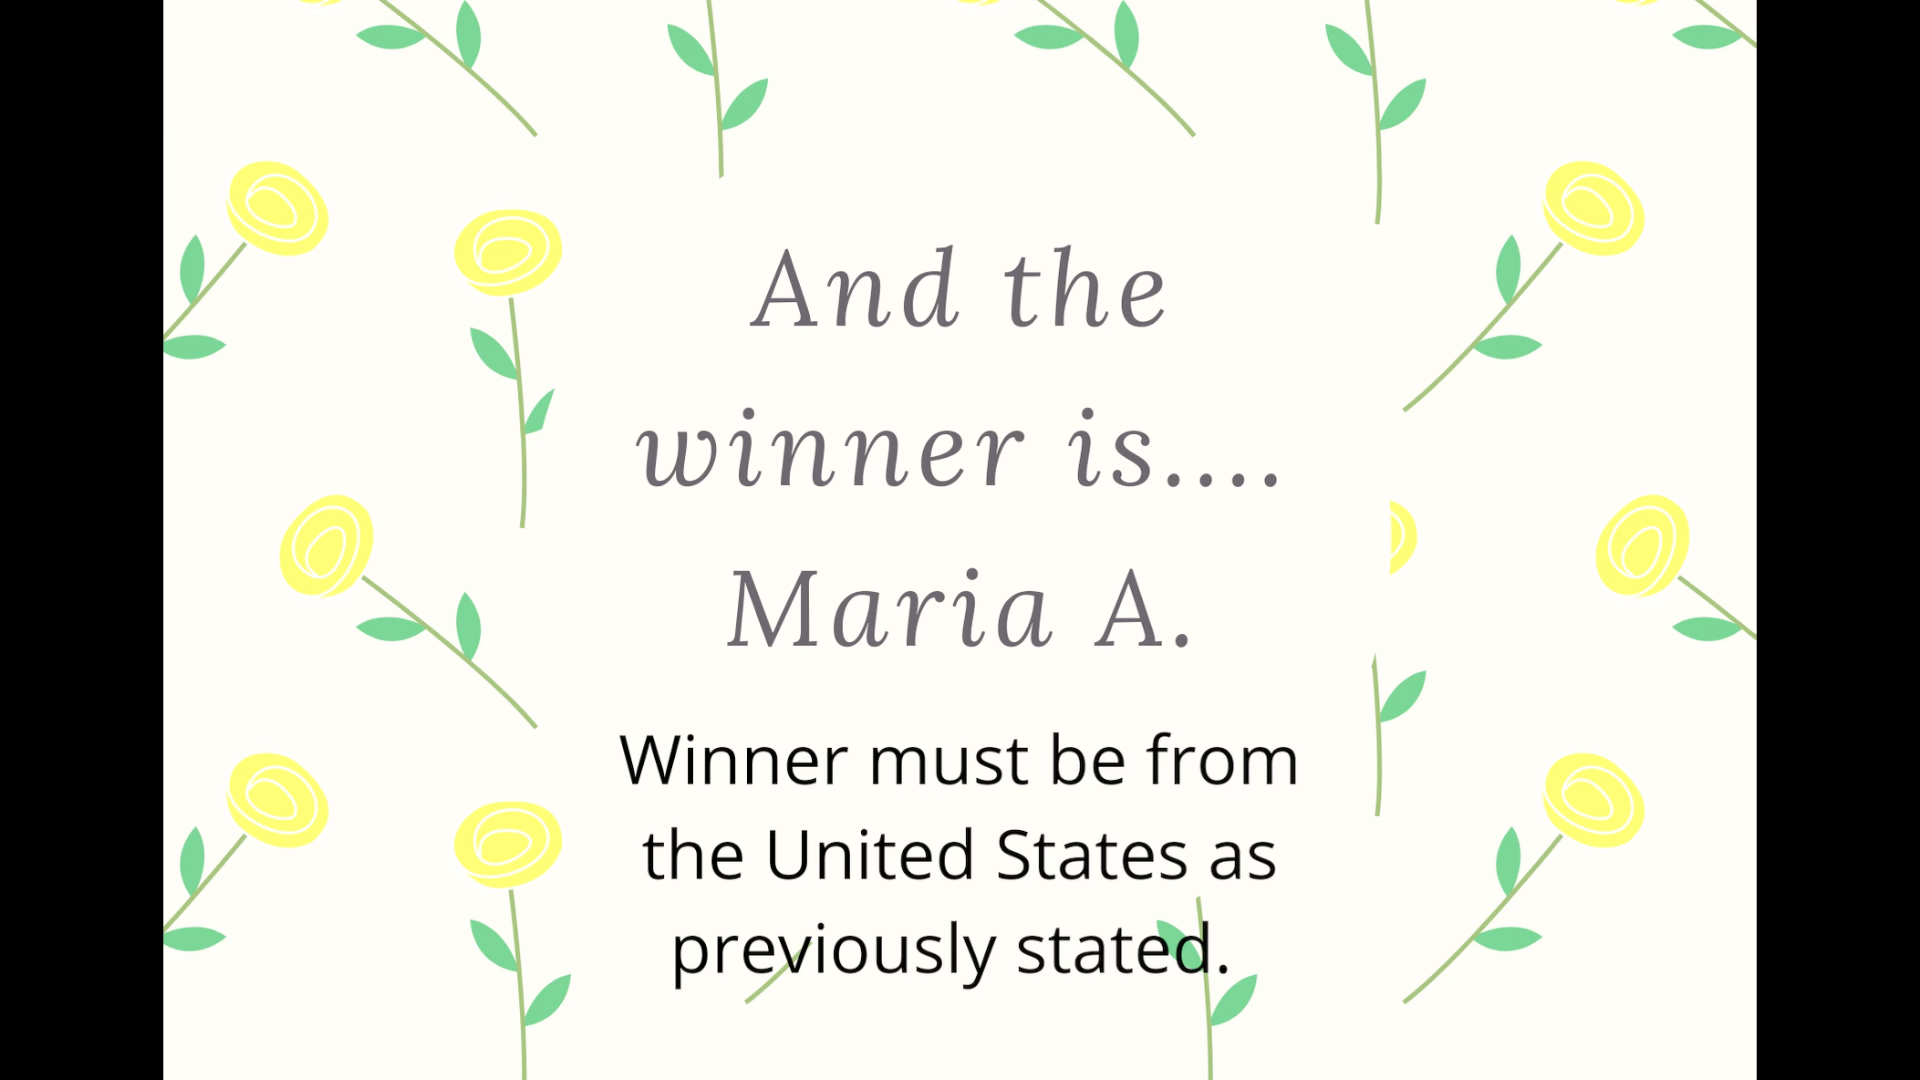 And the
winner is....
Maria A.
Winner must be from
the United States as
previously stated.